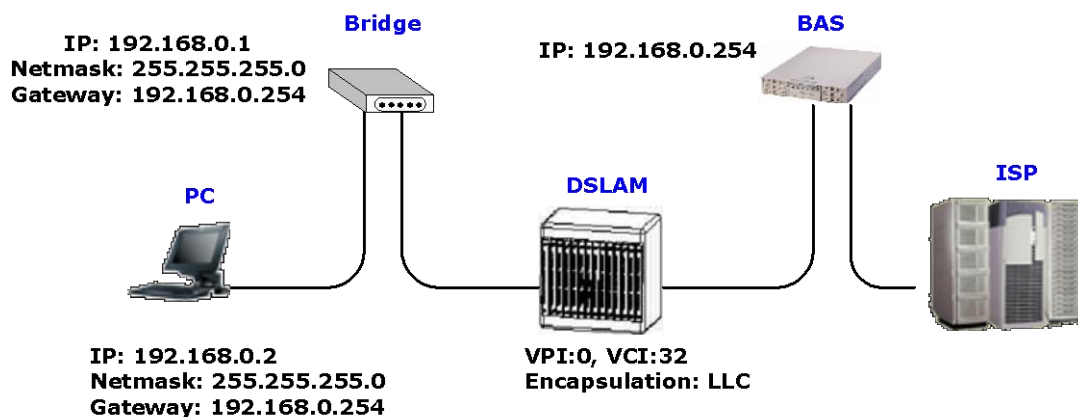 Bridge
IP: 192.168.0.1
Netmask: 255.255.255.0
Gateway: 192.168.0.254
BAS
IP: 192.168.0.254
PC
DSLAM
ISP
IP: 192.168.0.2
Netmask: 255.255.255.0
Gateway: 192.168.0.254
VPI:0, VCI:32
Encapsulation: LLC